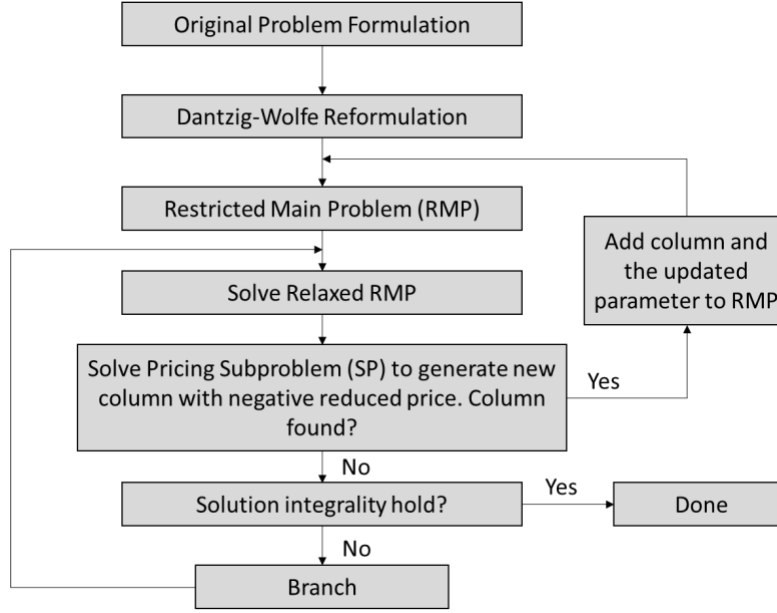 Original Problem Formulation
Dantzig-Wolfe Reformulation
Restricted Main Problem (RMP)
Add column and
the updated
parameter to RMP
Solve Relaxed RMP
Solve Pricing Subproblem (SP) to generate new
column with negative reduced price. Column
found?
Yes
No
Solution integrality hold?
Yes
Done
No
Branch